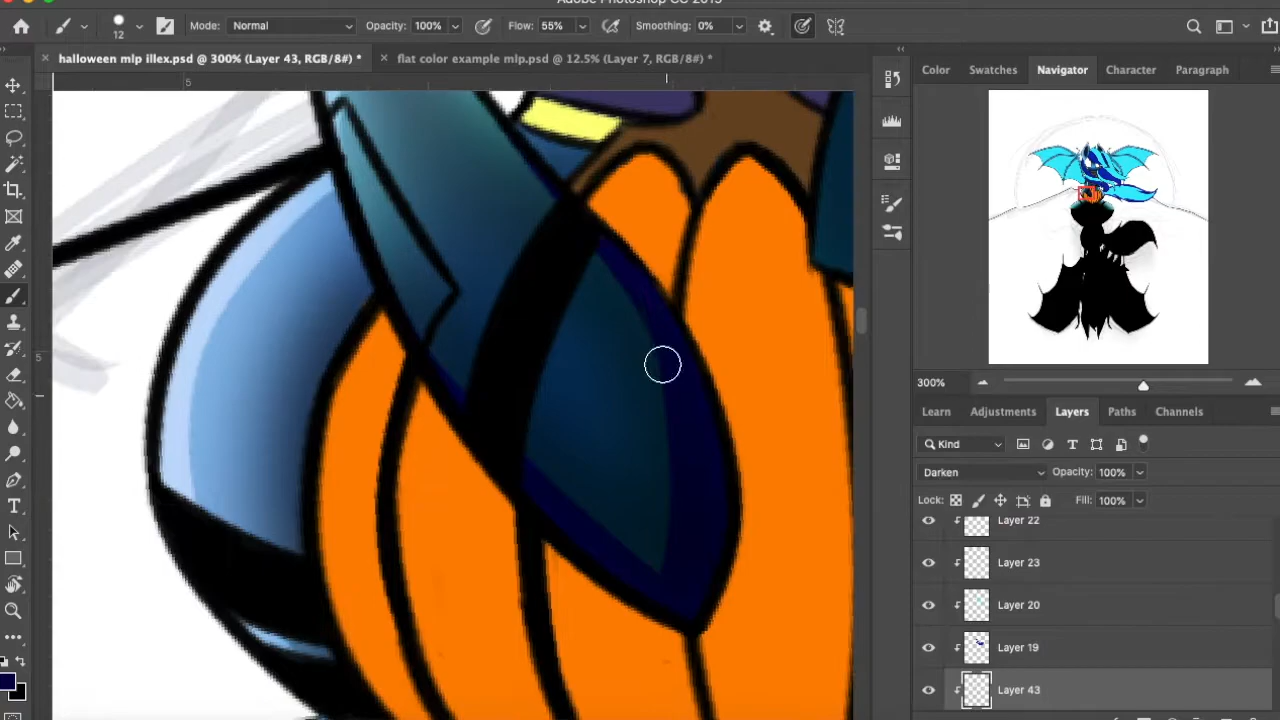 Adobe Photoshop CC 2019
12 Mode: Normal Opacity: 100% Flow: 55% Smoothing: 0%
halloween mlp illex.psd @ 300% (Layer 43, RGB/8#) * flat color example mlp.psd @ 12.5% (Layer 7, RGB/8#) *
Color Swatches Navigator Character Paragraph
5
5
300%
Learn Adjustments Layers Paths Channels
Kind
Darken Opacity: 100%
Lock: Fill: 100%
Layer 22
Layer 23
Layer 20
Layer 19
Layer 43